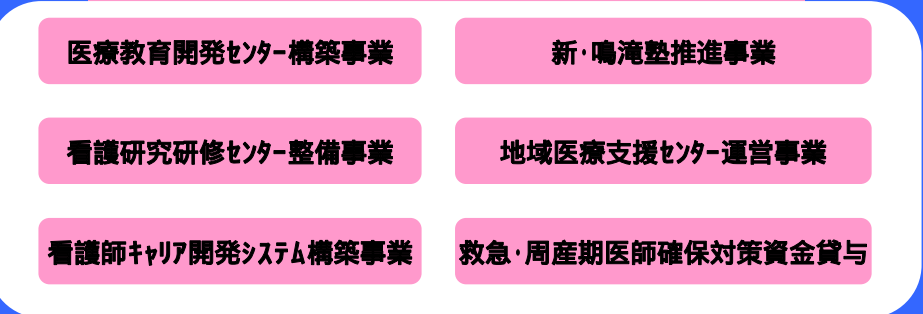 医療教育開発ｾﾝﾀｰ構築事業
新･鳴滝塾推進事業
看護研究研修ｾﾝﾀｰ整備事業
地域医療支援ｾﾝﾀｰ運営事業
看護師ｷｬﾘｱ開発ｼｽﾃﾑ構築事業
救急･周産期医師確保対策資金貸与